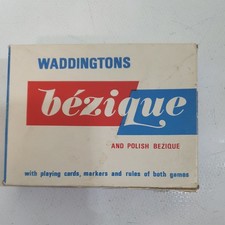 WADDINGTONS
bézique
AND POLISH BEZIQUE
with playing cards, markers and rules of both games